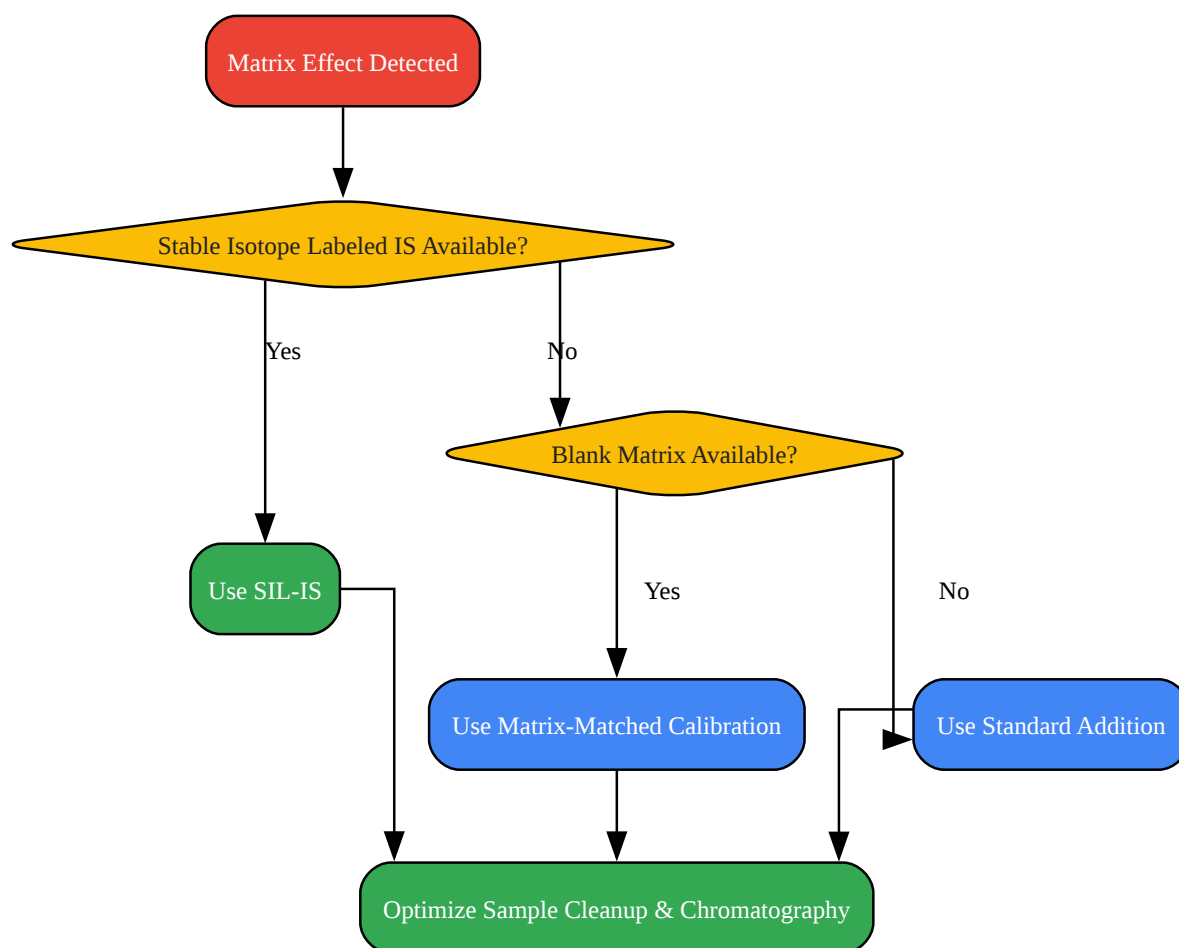 Matrix Effect Detected
Stable Isotope Labeled IS Available?
Yes
No
Blank Matrix Available?
Use SIL-IS
Yes
No
Use Matrix-Matched Calibration
Use Standard Addition
Optimize Sample Cleanup & Chromatography